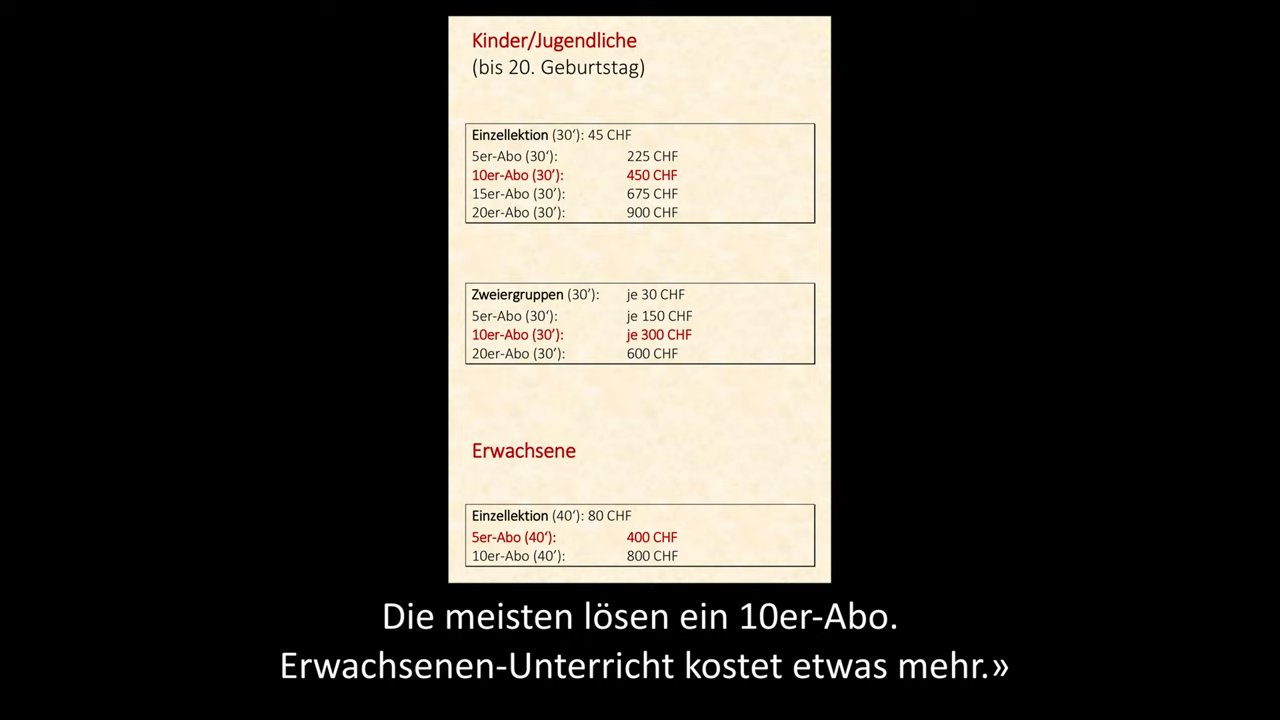 Kinder/Jugendliche
(bis 20. Geburtstag)
Einzellektion (30‘): 45 CHF
5er-Abo (30‘): 225 CHF
10er-Abo (30’): 450 CHF
15er-Abo (30’): 675 CHF
20er-Abo (30’): 900 CHF
Zweiergruppen (30’): je 30 CHF
5er-Abo (30‘): je 150 CHF
10er-Abo (30’): je 300 CHF
20er-Abo (30’): 600 CHF
Erwachsene
Einzellektion (40‘): 80 CHF
5er-Abo (40‘): 400 CHF
10er-Abo (40’): 800 CHF
Die meisten lösen ein 10er-Abo.
Erwachsenen-Unterricht kostet etwas mehr.»